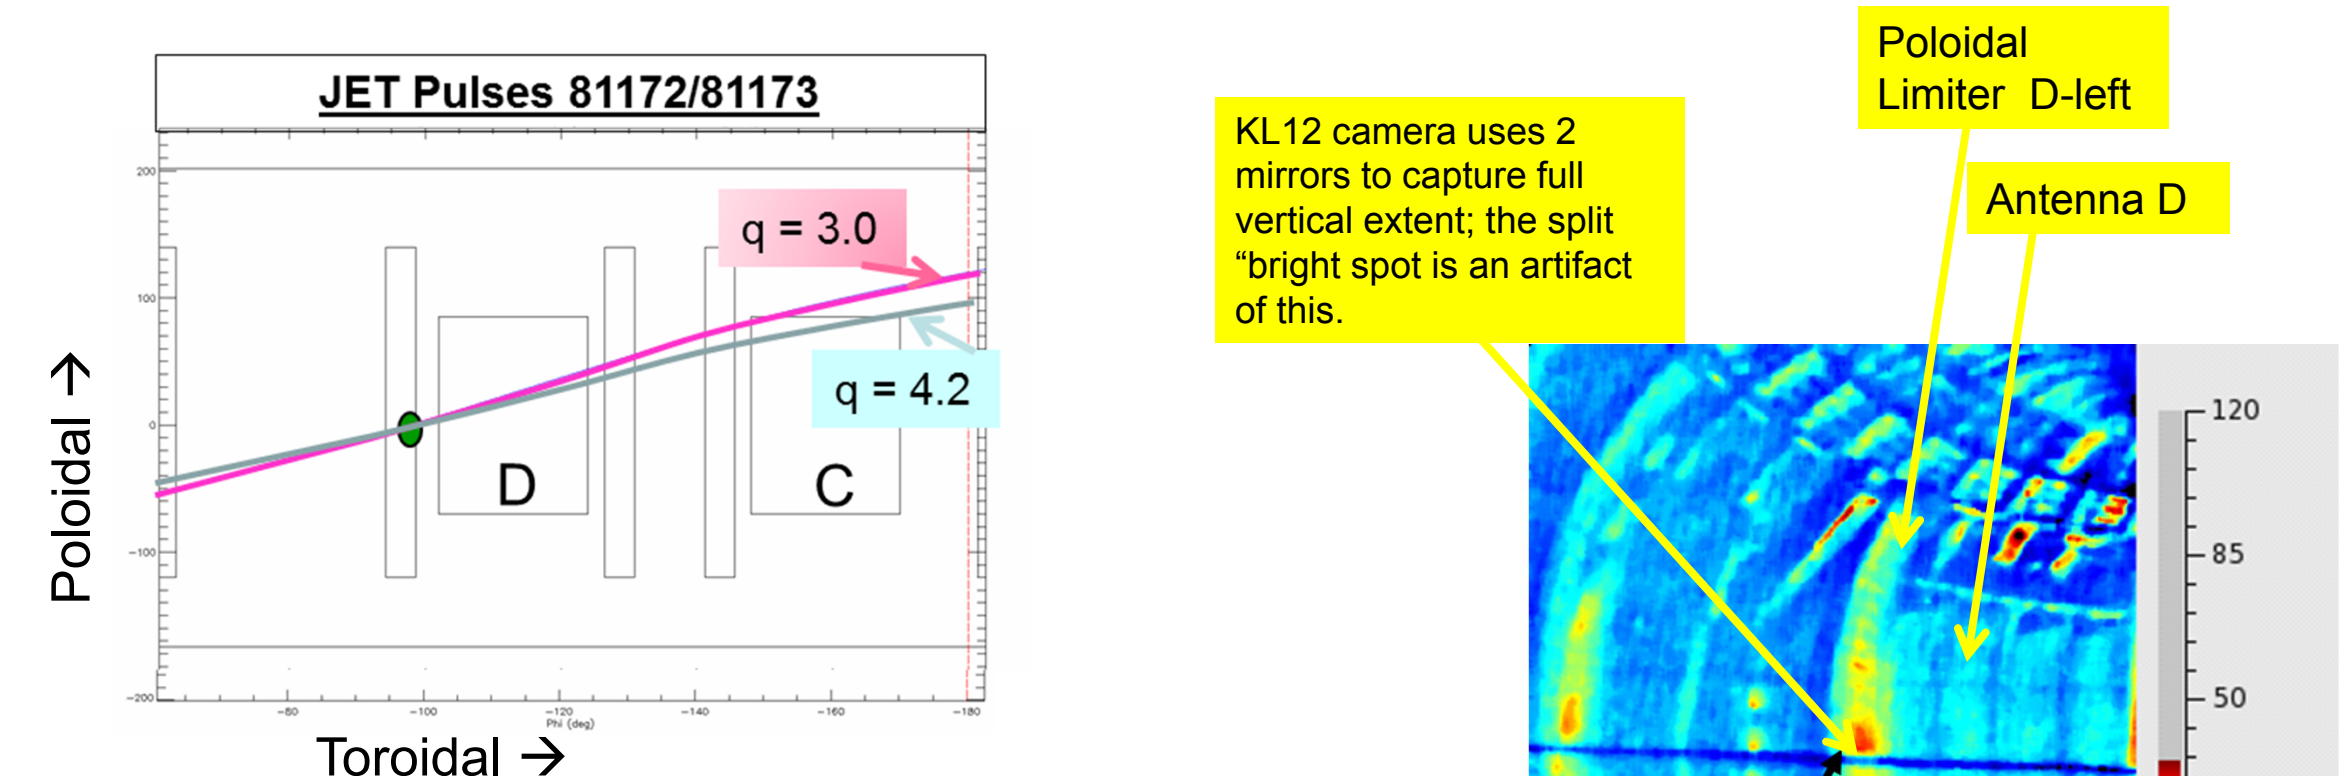 JET Pulses 81172/81173
200
100
0
−100
−200
q = 3.0
q = 4.2
D
C
−80
−100
−120
−140
−160
−180
Phi (deg)
Poloidal →
Toroidal →
KL12 camera uses 2
mirrors to capture full
vertical extent; the split
“bright spot is an artifact
of this.
Poloidal
Limiter D-left
Antenna D
120
85
50